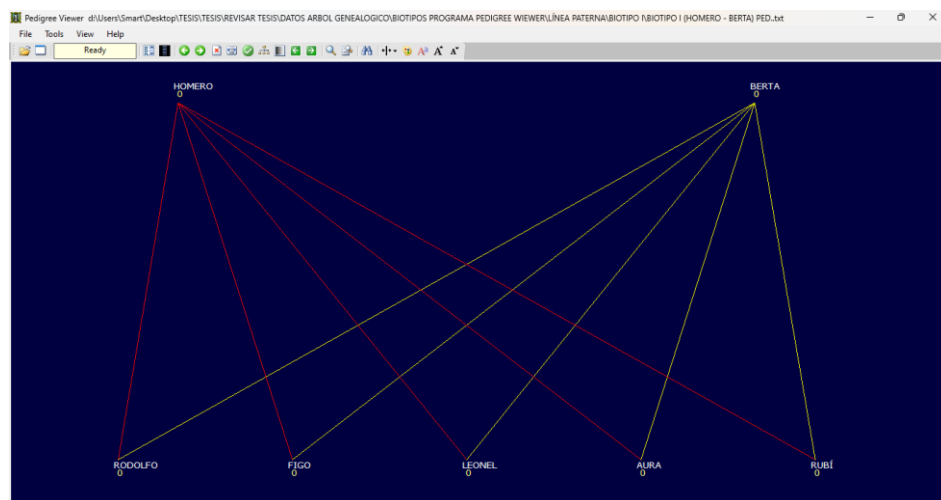 Pedigree Viewer d:\Users\Smart\Desktop\TESIS\TESIS\REVISAR TESIS\DATOS ARBOL GENEALOGICO\BIOTIPOS PROGRAMA PEDIGREE WIEWER\LÍNEA PATERNA\BIOTIPO I\BIOTIPO I (HOMERO - BERTA) PED..txt
File Tools View Help
Ready
HOMERO BERTA
0 0
RODOLFO FIGO LEONEL AURA RUBÍ
0 0 0 0 0